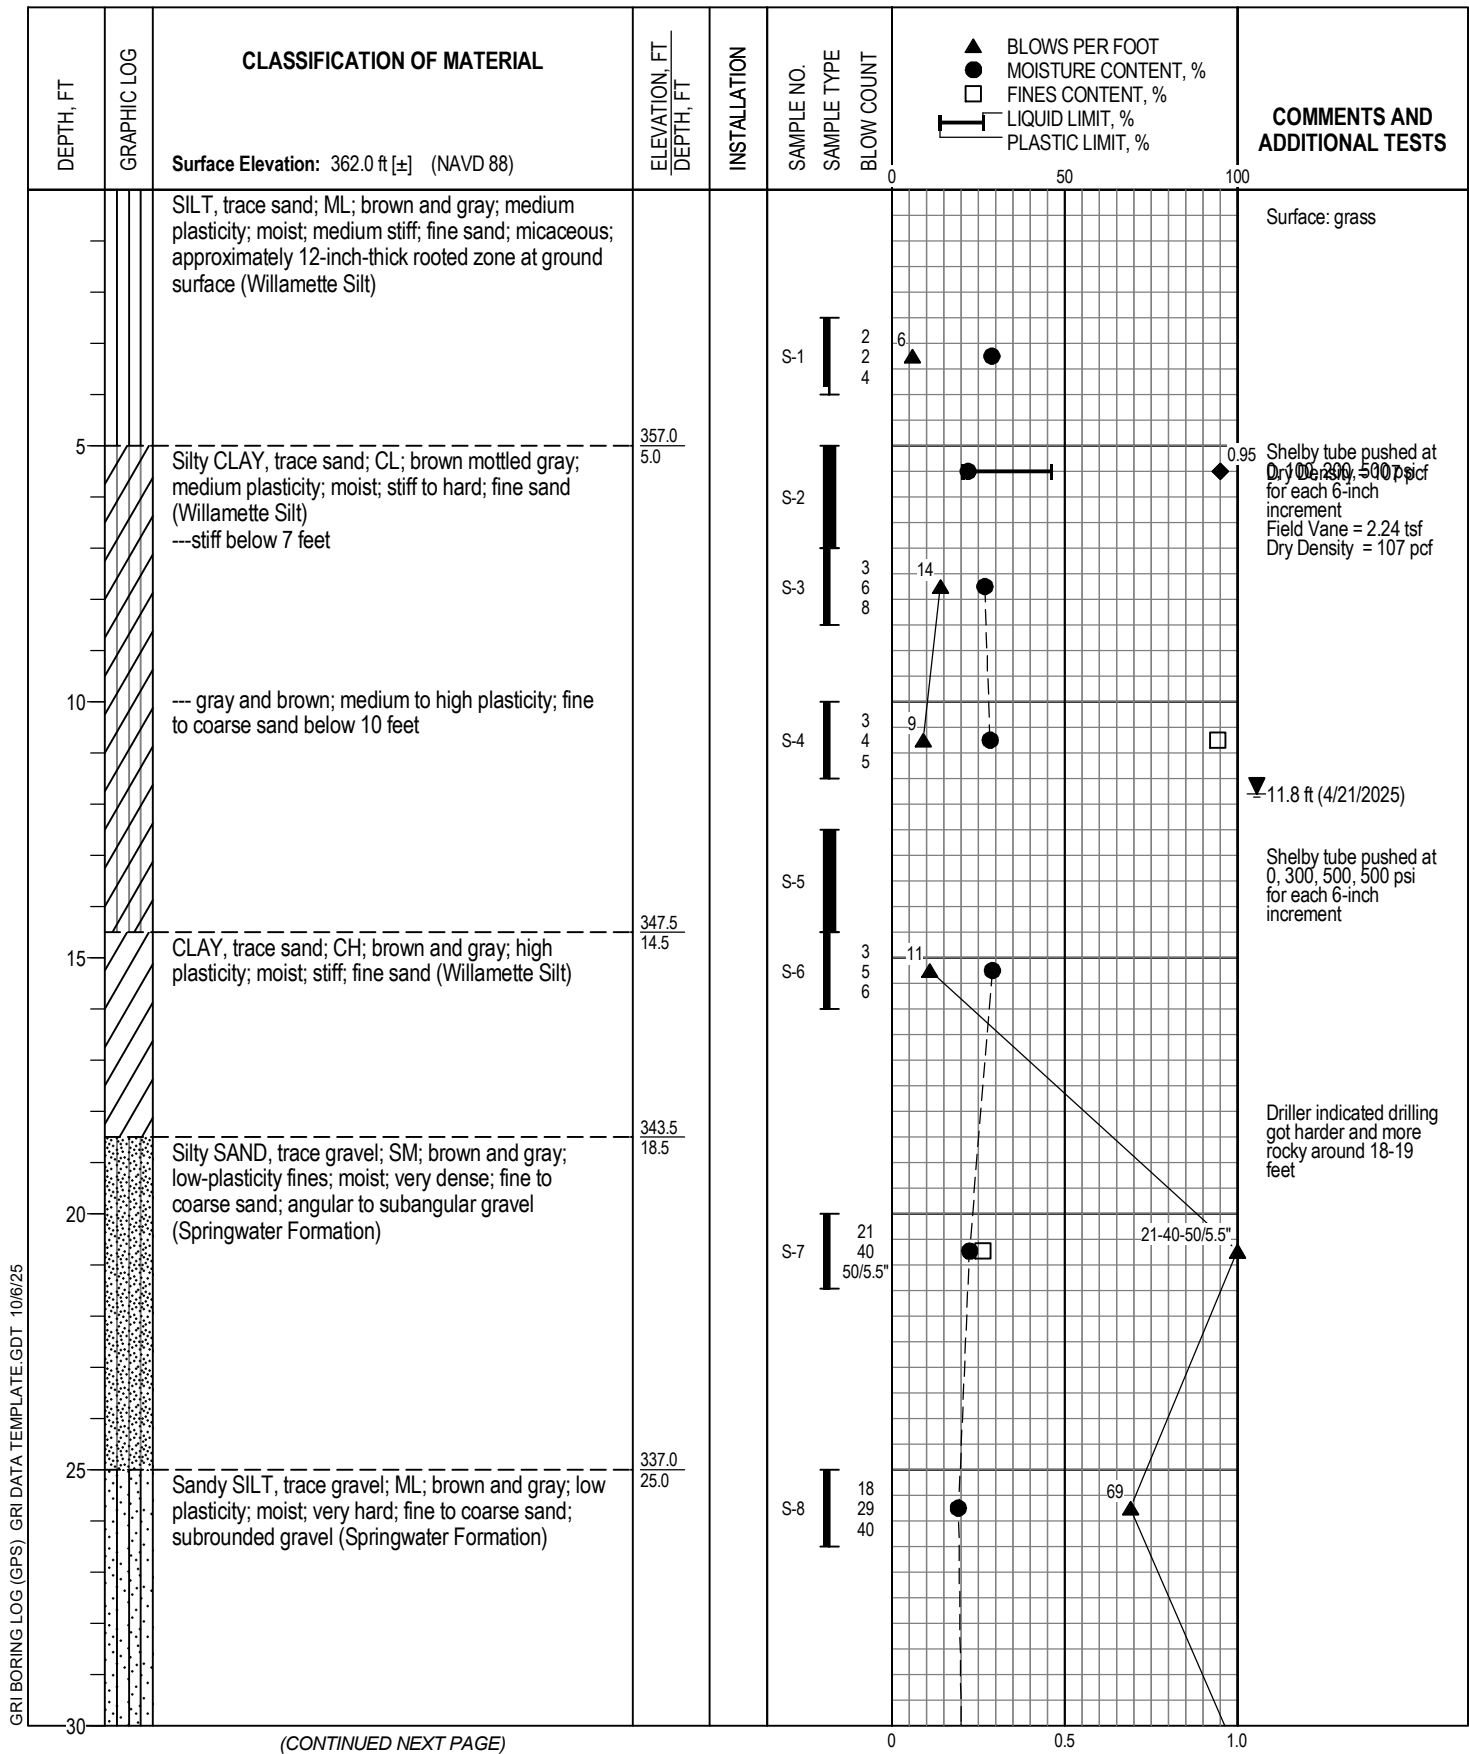 DEPTH, FT
GRAPHIC LOG
CLASSIFICATION OF MATERIAL
Surface Elevation: 362.0 ft [±] (NAVD 88)
ELEVATION, FT
DEPTH, FT
INSTALLATION
SAMPLE NO.
SAMPLE TYPE
BLOW COUNT
BLOWS PER FOOT
MOISTURE CONTENT, %
FINES CONTENT, %
LIQUID LIMIT, %
PLASTIC LIMIT, %
COMMENTS AND
ADDITIONAL TESTS
0 50 100
SILT, trace sand; ML; brown and gray; medium
plasticity; moist; medium stiff; fine sand; micaceous;
approximately 12-inch-thick rooted zone at ground
surface (Willamette Silt)
Surface: grass
S-1
2
2
4
6
5
357.0
5.0
Silty CLAY, trace sand; CL; brown mottled gray;
medium plasticity; moist; stiff to hard; fine sand
(Willamette Silt)
---stiff below 7 feet
S-2
0.95
Shelby tube pushed at
0, 100, 200, 500 psi
Dry Density = 107 pcf
for each 6-inch
increment
Field Vane = 2.24 tsf
Dry Density = 107 pcf
S-3
3
6
8
14
10
--- gray and brown; medium to high plasticity; fine
to coarse sand below 10 feet
S-4
3
4
5
9
11.8 ft (4/21/2025)
S-5
Shelby tube pushed at
0, 300, 500, 500 psi
for each 6-inch
increment
347.5
14.5
15
CLAY, trace sand; CH; brown and gray; high
plasticity; moist; stiff; fine sand (Willamette Silt)
S-6
3
5
6
11
Driller indicated drilling
got harder and more
rocky around 18-19
feet
343.5
18.5
Silty SAND, trace gravel; SM; brown and gray;
low-plasticity fines; moist; very dense; fine to
coarse sand; angular to subangular gravel
(Springwater Formation)
20
S-7
21
40
50/5.5"
21-40-50/5.5"
25
337.0
25.0
Sandy SILT, trace gravel; ML; brown and gray; low
plasticity; moist; very hard; fine to coarse sand;
subrounded gravel (Springwater Formation)
S-8
18
29
40
69
30
(CONTINUED NEXT PAGE)
0 0.5 1.0
GRI BORING LOG (GPS) GRI DATA TEMPLATE.GDT 10/6/25